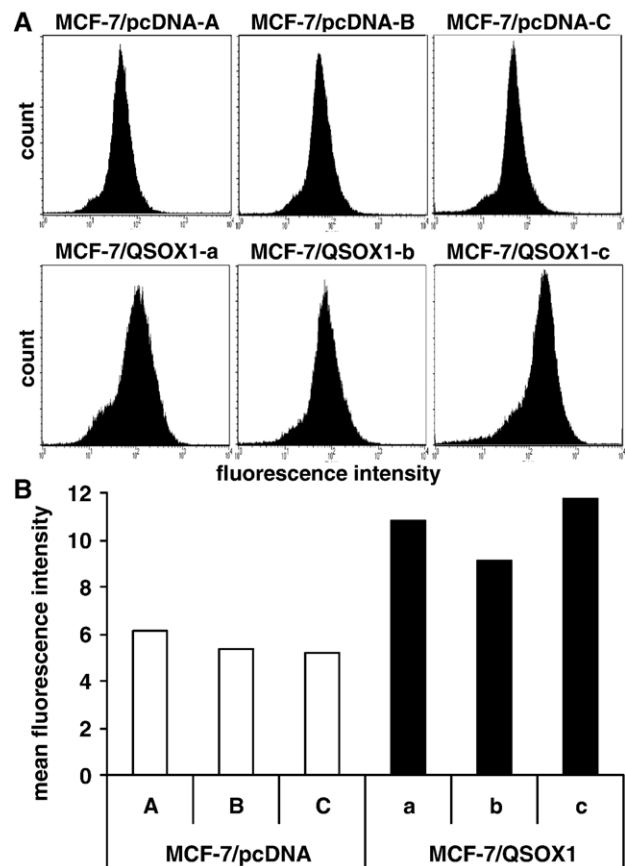 A
MCF-7/pcDNA-A MCF-7/pcDNA-B MCF-7/pcDNA-C
count
MCF-7/QSOX1-a MCF-7/QSOX1-b MCF-7/QSOX1-c
count
fluorescence intensity
B
mean fluorescence intensity
12
10
8
6
4
2
0
A B C a b c
MCF-7/pcDNA MCF-7/QSOX1